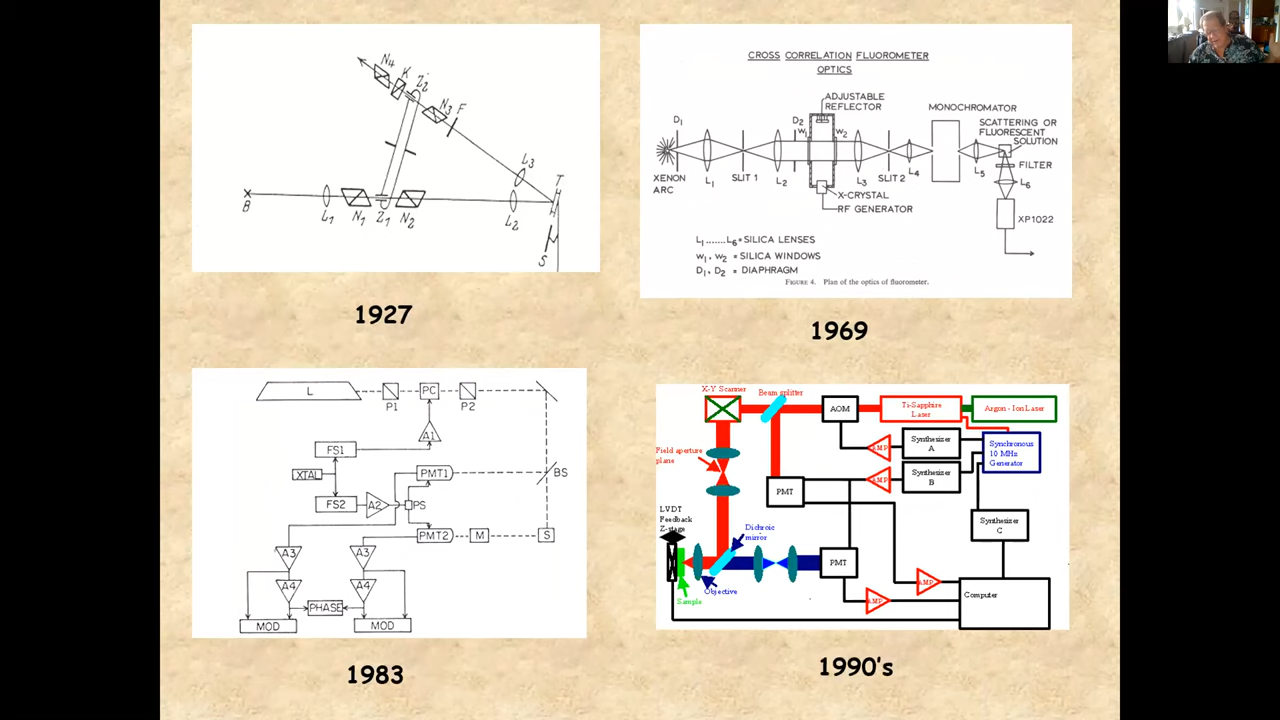 N4
K
Z2
N3
F
L3
T
H
B
L1
N1
Z1
N2
L2
S
1927
CROSS CORRELATION FLUOROMETER
OPTICS
ADJUSTABLE
REFLECTOR
MONOCHROMATOR
D1
D2
W1
W2
SCATTERING OR
FLUORESCENT
SOLUTION
FILTER
XENON
ARC
L1
SLIT 1
L2
L3
SLIT 2
L4
L5
L6
X-CRYSTAL
RF GENERATOR
XP1022
L1.......L6 = SILICA LENSES
W1, W2 = SILICA WINDOWS
D1, D2 = DIAPHRAGM
FIGURE 4. Plan of the optics of fluorometer.
1969
L
P1
PC
P2
A1
FS1
XTAL
PMT1
BS
FS2
A2
PS
PMT2
M
S
A3
A3
A4
A4
PHASE
MOD
MOD
1983
X-Y Scanner
Beam splitter
AOM
Ti-Sapphire
Laser
Argon - Ion Laser
Field aperture
plane
AMP
Synthesizer
A
Synchronous
10 MHz
Generator
AMP
Synthesizer
B
PMT
LVDT
Feedback
Z-stage
Dichroic
mirror
Synthesizer
C
PMT
Objective
Sample
AMP
AMP
Computer
1990's